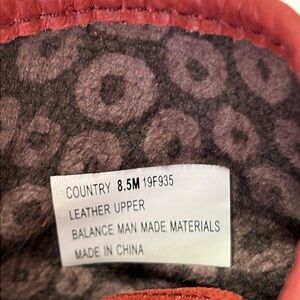 COUNTRY 8.5M 19F935
LEATHER UPPER
BALANCE MAN MADE MATERIALS
MADE IN CHINA